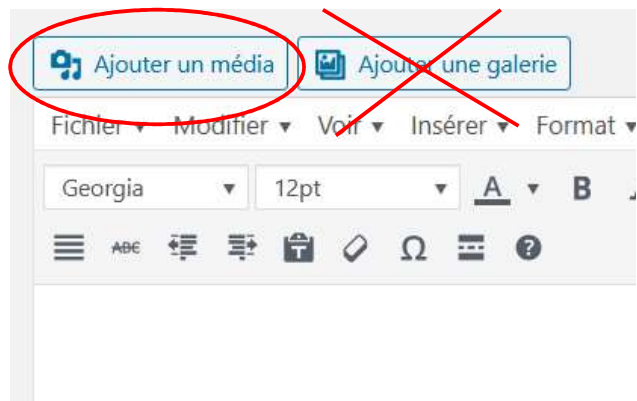 Ajouter un média Ajouter une galerie
Fichier Modifier Voir Insérer Format
Georgia 12pt A B
ABC T Ω ?